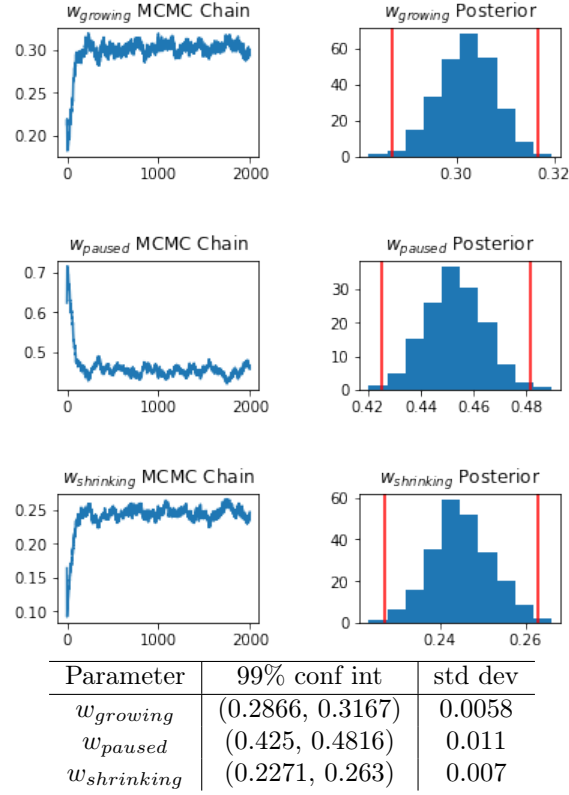 w_growing MCMC Chain
w_growing Posterior
0.30
0.25
0.20
0 1000 2000
60
40
20
0
0.30 0.32
w_paused MCMC Chain
w_paused Posterior
0.7
0.6
0.5
0 1000 2000
30
20
10
0
0.42 0.44 0.46 0.48
w_shrinking MCMC Chain
w_shrinking Posterior
0.25
0.20
0.15
0.10
0 1000 2000
60
40
20
0
0.24 0.26
Parameter 99% conf int std dev
w_growing (0.2866, 0.3167) 0.0058
w_paused (0.425, 0.4816) 0.011
w_shrinking (0.2271, 0.263) 0.007